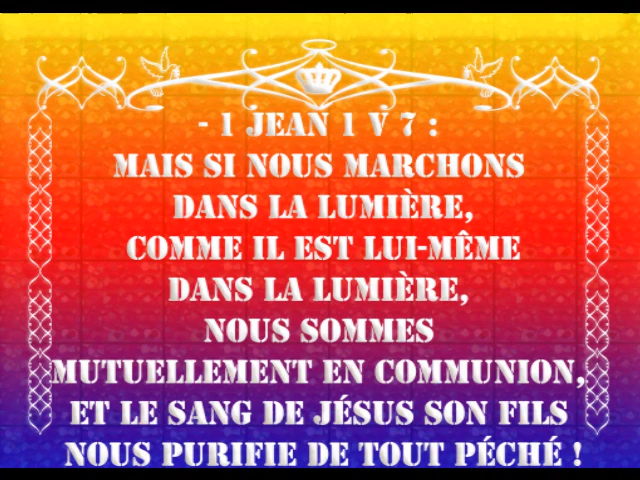 - 1 JEAN 1 V 7 :
MAIS SI NOUS MARCHONS
DANS LA LUMIÈRE,
COMME IL EST LUI-MÊME
DANS LA LUMIÈRE,
NOUS SOMMES
MUTUELLEMENT EN COMMUNION,
ET LE SANG DE JÉSUS SON FILS
NOUS PURIFIE DE TOUT PÉCHÉ !